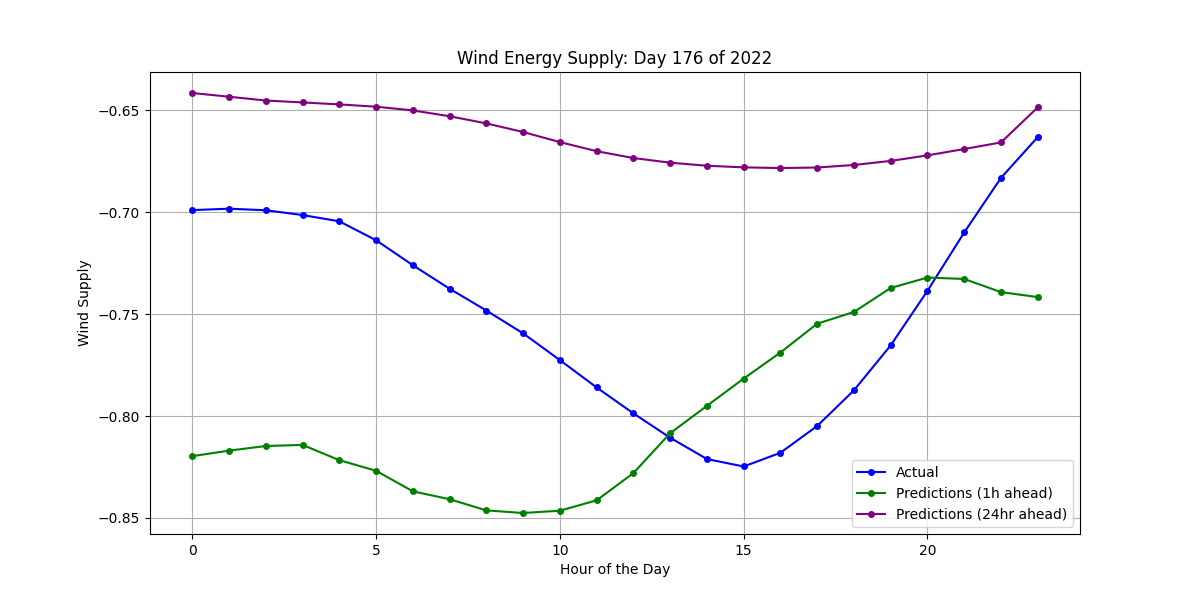 Wind Energy Supply: Day 176 of 2022
−0.65
−0.70
−0.75
−0.80
−0.85
Wind Supply
0 5 10 15 20
Hour of the Day
Actual
Predictions (1h ahead)
Predictions (24hr ahead)